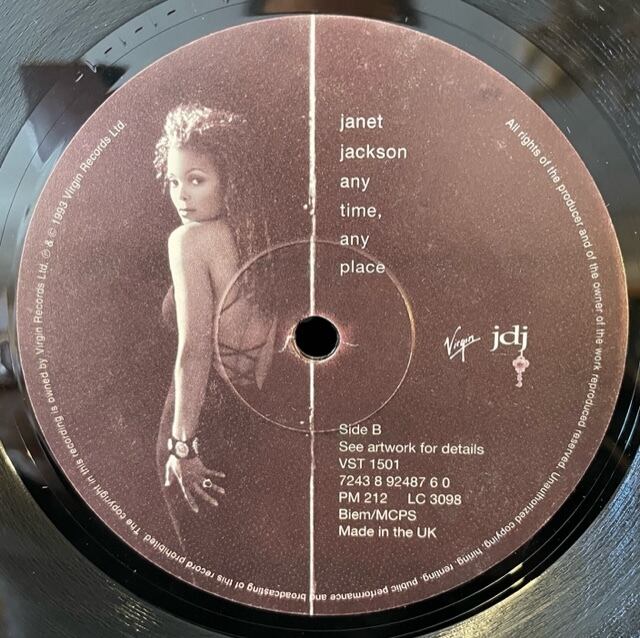 janet
jackson
any
time,
any
place
Virgin jdj
Side B
See artwork for details
VST 1501
7243 8 92487 6 0
PM 212 LC 3098
Biem/MCPS
Made in the UK
All rights of the producer and of the owner of the work reproduced reserved. Unauthorized copying, hiring, renting, public performance and broadcasting of this record prohibited. The copyright in this recording is owned by Virgin Records Ltd. ℗ & © 1993 Virgin Records Ltd.